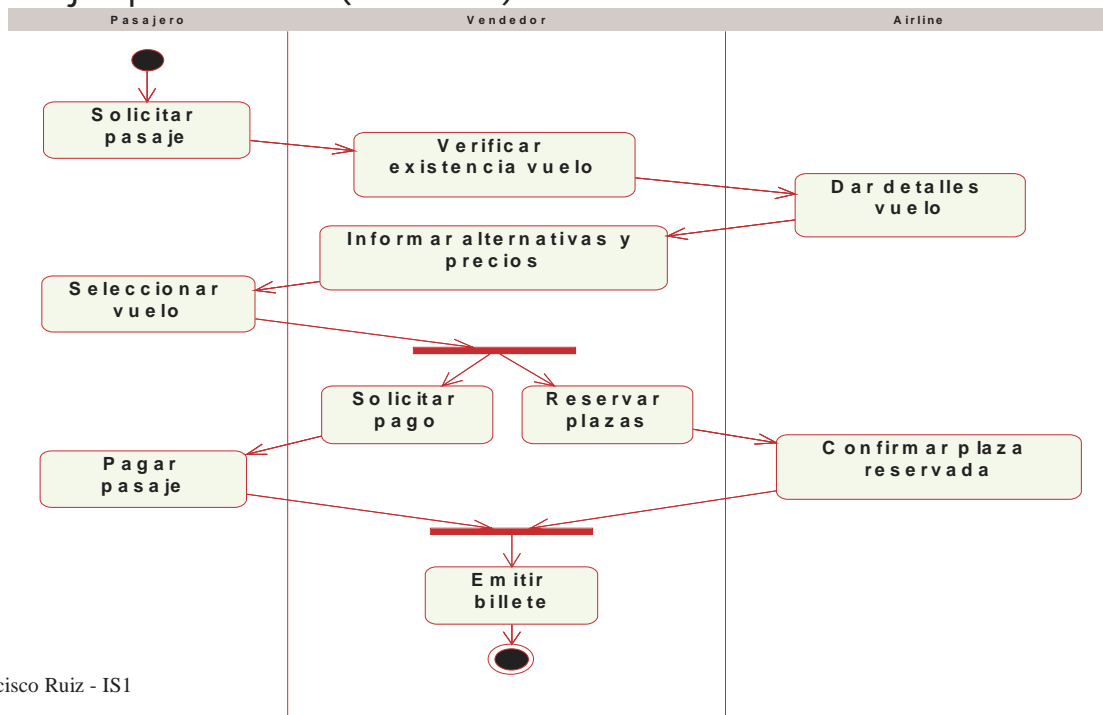 Pasajero
Vendedor
Airline
Solicitar
pasaje
Verificar
existencia vuelo
Dar detalles
vuelo
Informar alternativas y
precios
Seleccionar
vuelo
Solicitar
pago
Reservar
plazas
Pagar
pasaje
Confirmar plaza
reservada
Emitir
billete
cisco Ruiz - IS1